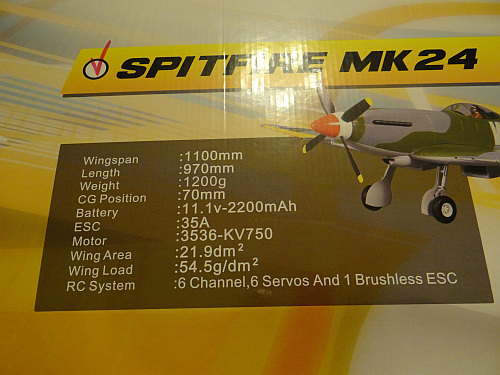 SPITFIRE MK24
Wingspan :1100mm
Length :970mm
Weight :1200g
CG Position :70mm
Battery :11.1v-2200mAh
ESC :35A
Motor :3536-KV750
Wing Area :21.9dm²
Wing Load :54.5g/dm²
RC System :6 Channel,6 Servos And 1 Brushless ESC